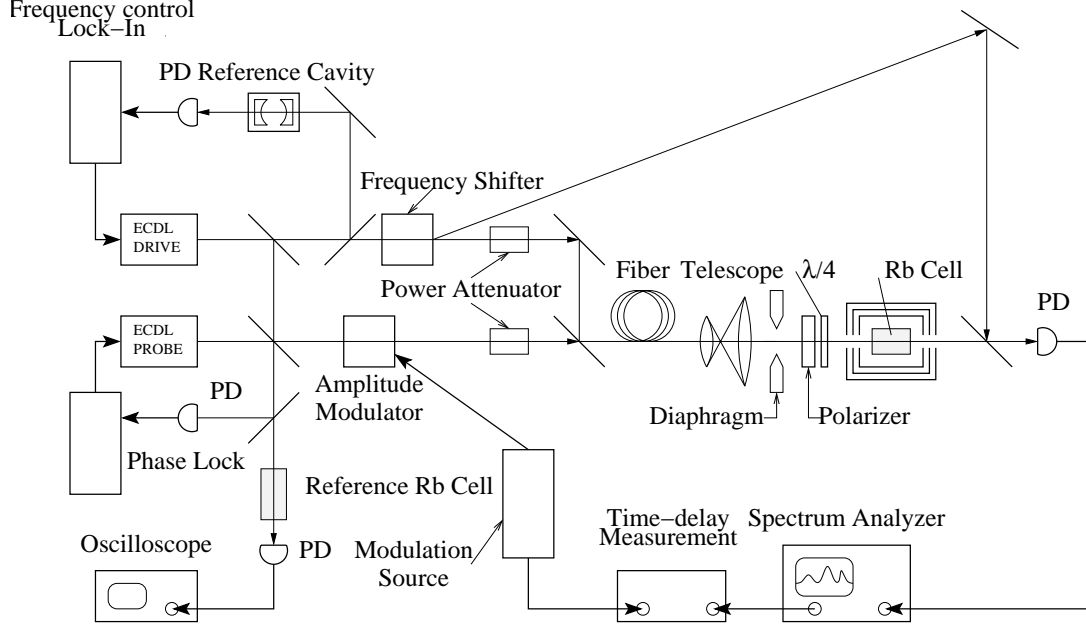 Frequency control
Lock−In
PD Reference Cavity
Frequency Shifter
ECDL
DRIVE
Fiber Telescope λ/4 Rb Cell
Power Attenuator
PD
ECDL
PROBE
PD
Amplitude
Modulator
Diaphragm
Polarizer
Phase Lock
Reference Rb Cell
Time−delay
Measurement
Spectrum Analyzer
Oscilloscope
PD
Modulation
Source